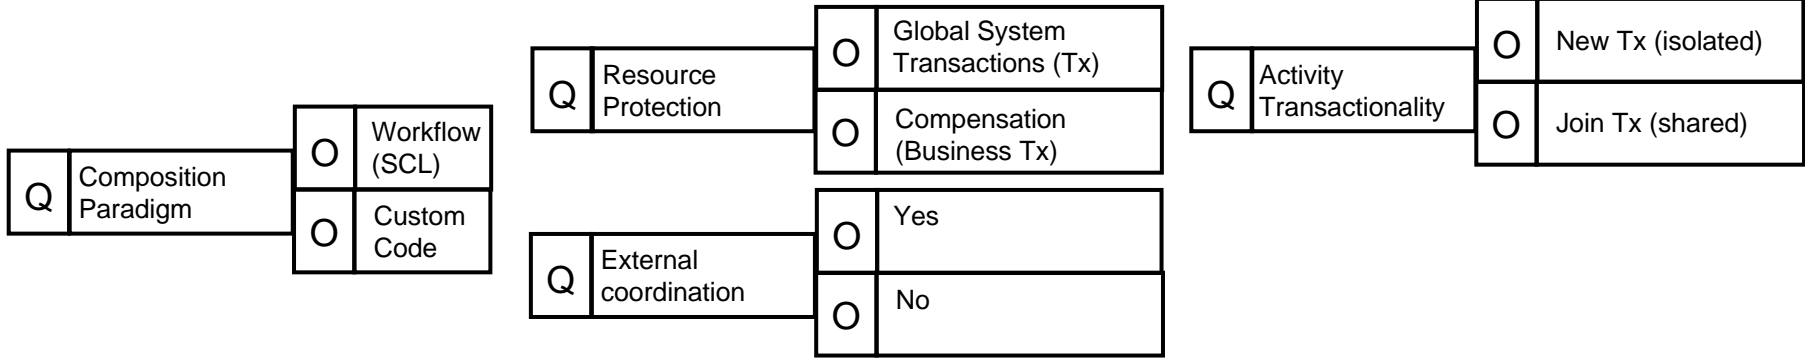 Q
Composition
Paradigm
O
Workflow
(SCL)
O
Custom
Code
Q
Resource
Protection
O
Global System
Transactions (Tx)
O
Compensation
(Business Tx)
Q
External
coordination
O
Yes
O
No
Q
Activity
Transactionality
O
New Tx (isolated)
O
Join Tx (shared)